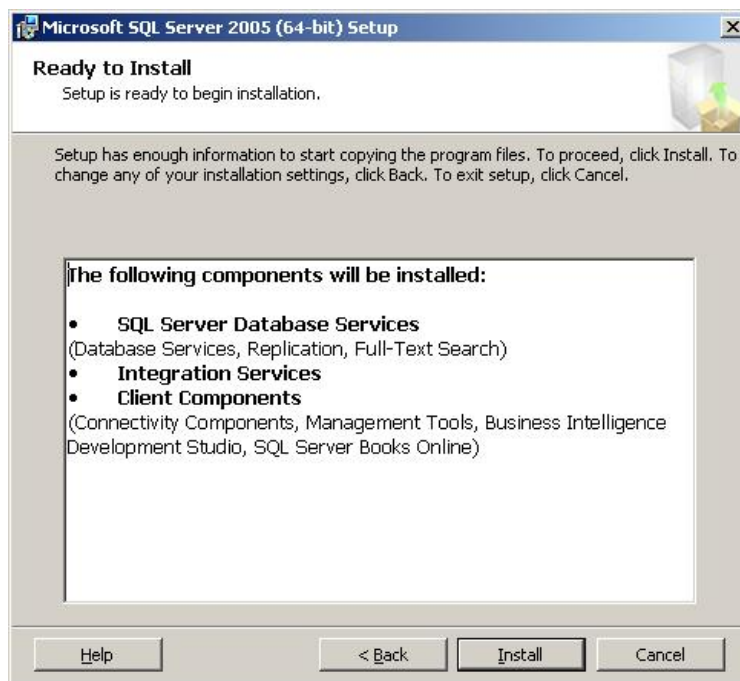 Microsoft SQL Server 2005 (64-bit) Setup
Ready to Install
Setup is ready to begin installation.
Setup has enough information to start copying the program files. To proceed, click Install. To
change any of your installation settings, click Back. To exit setup, click Cancel.
The following components will be installed:
• SQL Server Database Services
(Database Services, Replication, Full-Text Search)
• Integration Services
• Client Components
(Connectivity Components, Management Tools, Business Intelligence
Development Studio, SQL Server Books Online)
Help
< Back
Install
Cancel